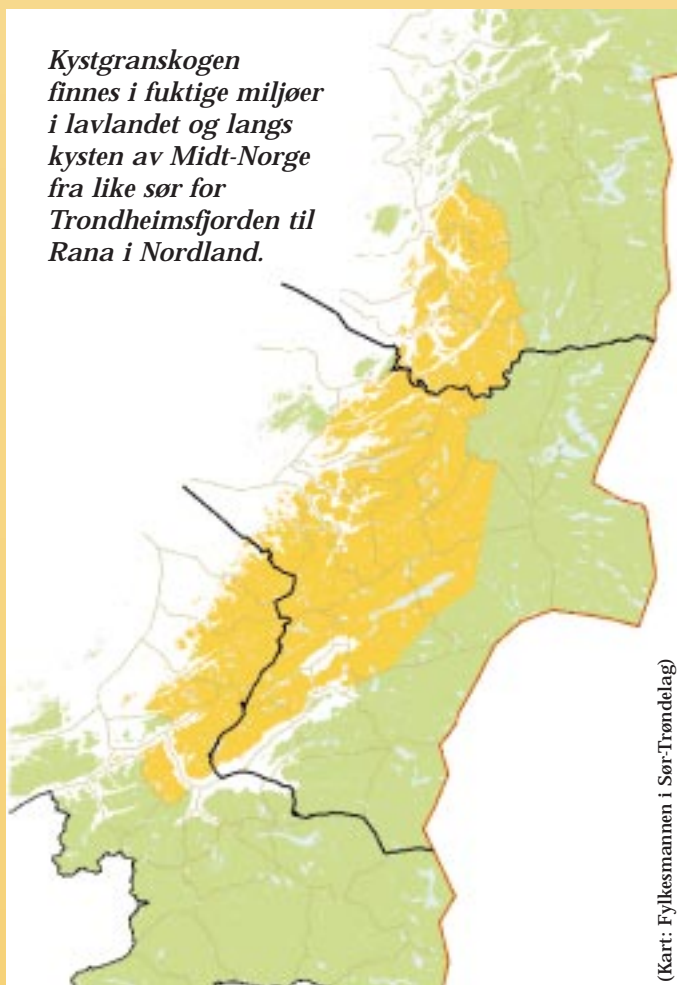 Kystgranskogen
finnes i fuktige miljøer
i lavlandet og langs
kysten av Midt-Norge
fra like sør for
Trondheimsfjorden til
Rana i Nordland.
(Kart: Fylkesmannen i Sør-Trøndelag)